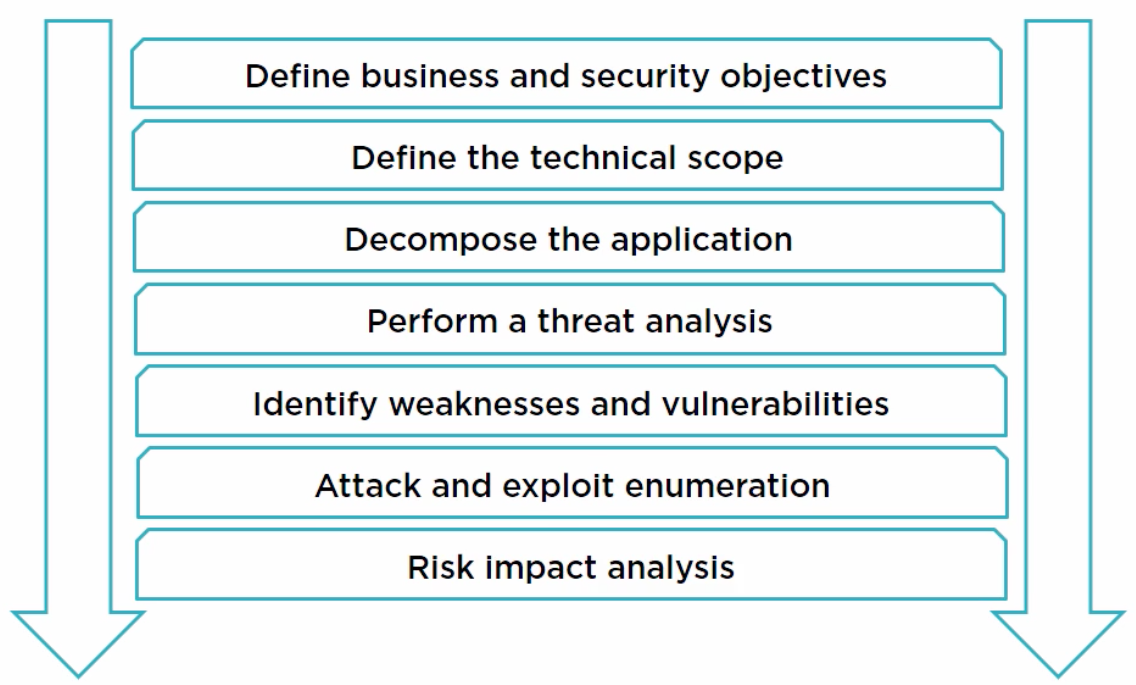 Define business and security objectives
Define the technical scope
Decompose the application
Perform a threat analysis
Identify weaknesses and vulnerabilities
Attack and exploit enumeration
Risk impact analysis